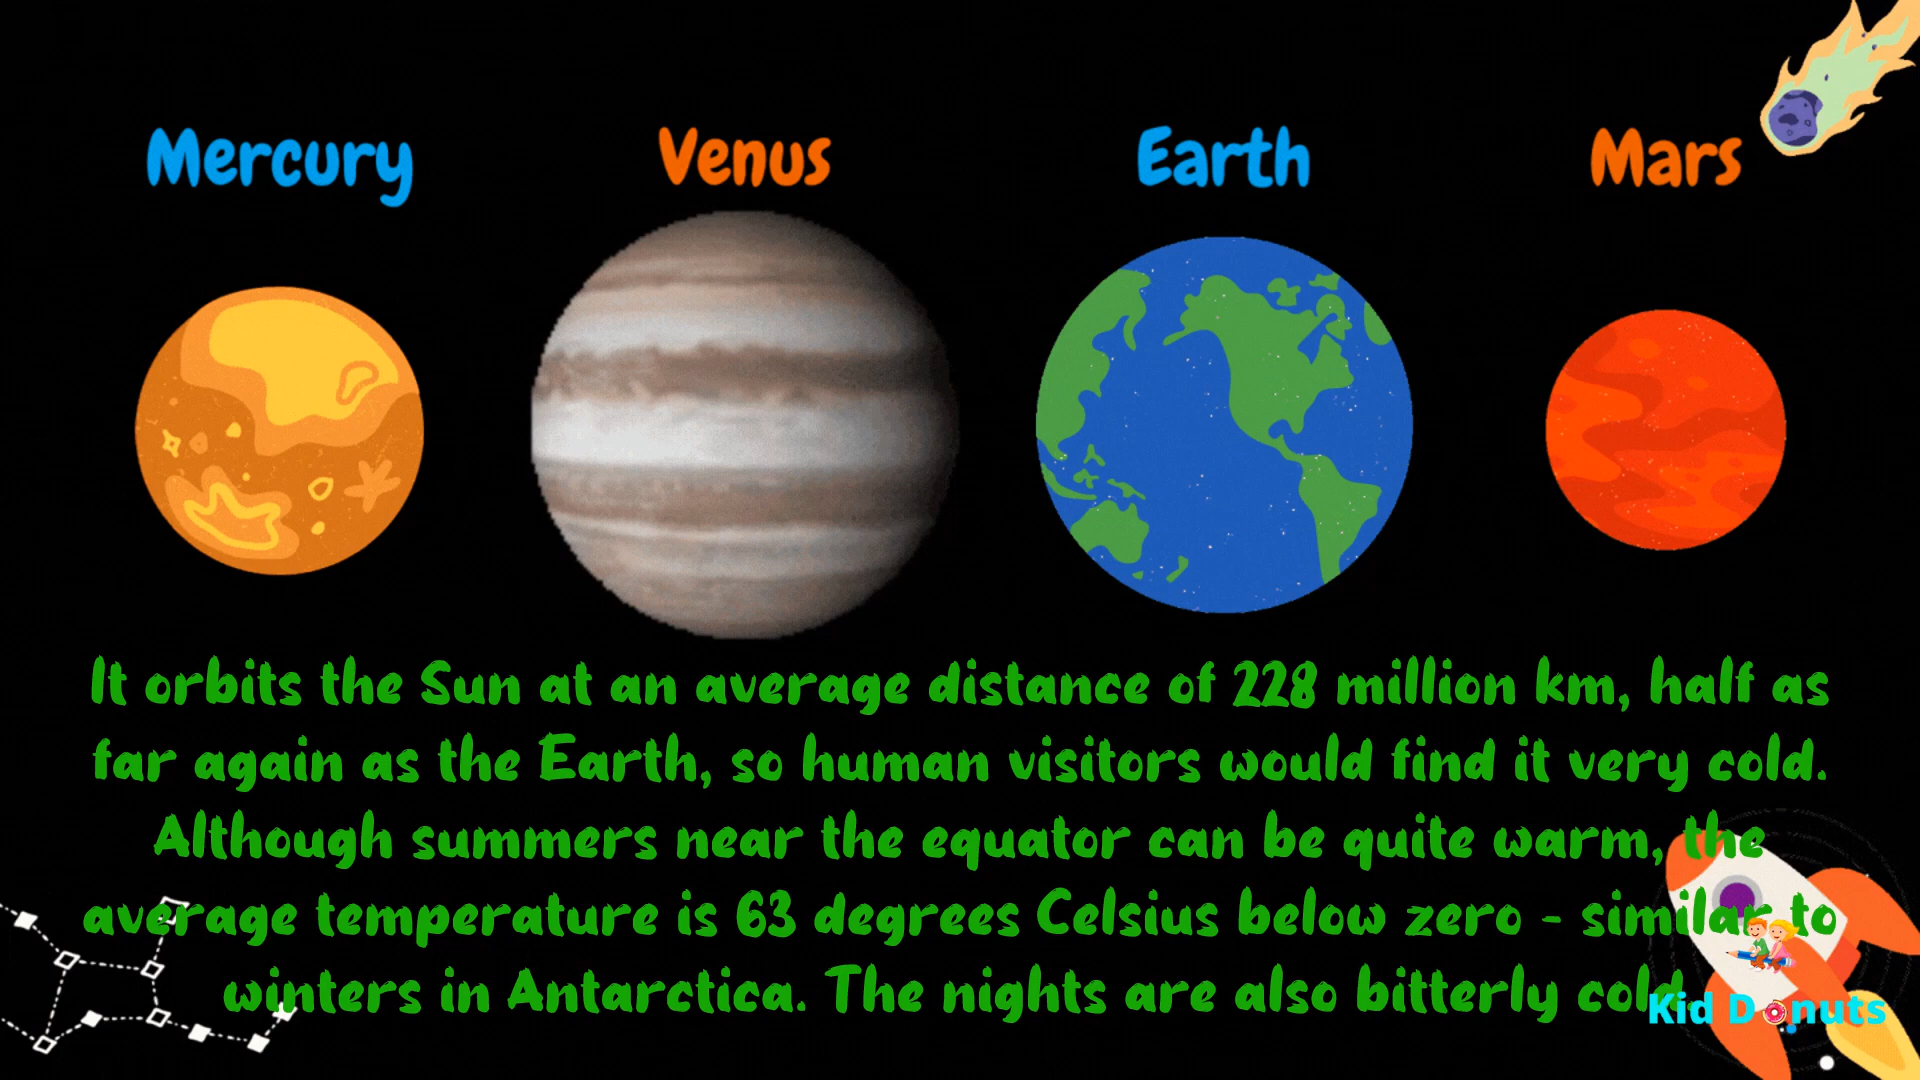 Mercury Venus Earth Mars
It orbits the Sun at an average distance of 228 million km, half as
far again as the Earth, so human visitors would find it very cold.
Although summers near the equator can be quite warm, the
average temperature is 63 degrees Celsius below zero - similar to
winters in Antarctica. The nights are also bitterly cold.
Kid Donuts